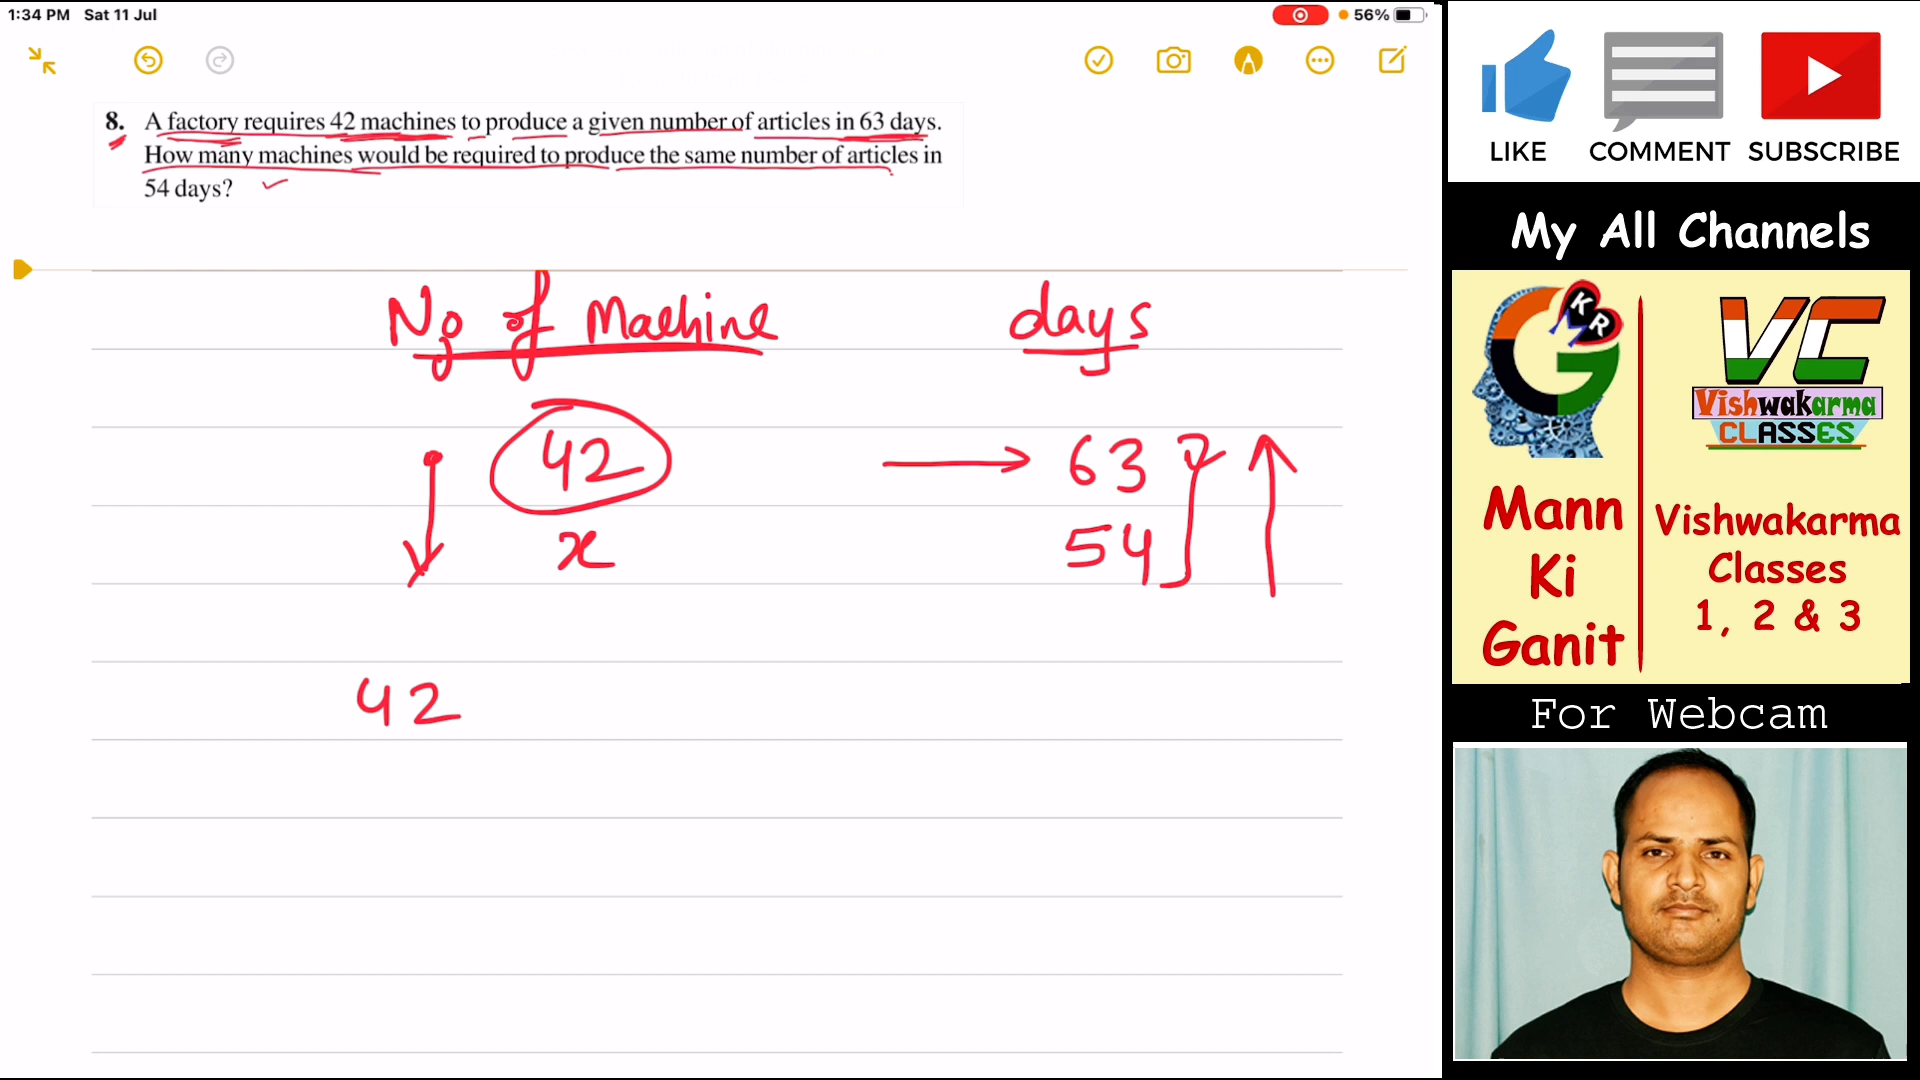 1:34 PM Sat 11 Jul
56%
8. A factory requires 42 machines to produce a given number of articles in 63 days.
How many machines would be required to produce the same number of articles in
54 days?
No of Machine days
42 63
x 54
42
LIKE COMMENT SUBSCRIBE
My All Channels
G KR
VC
Vishwakarma
CLASSES
Mann
Ki
Ganit
Vishwakarma
Classes
1, 2 & 3
For Webcam